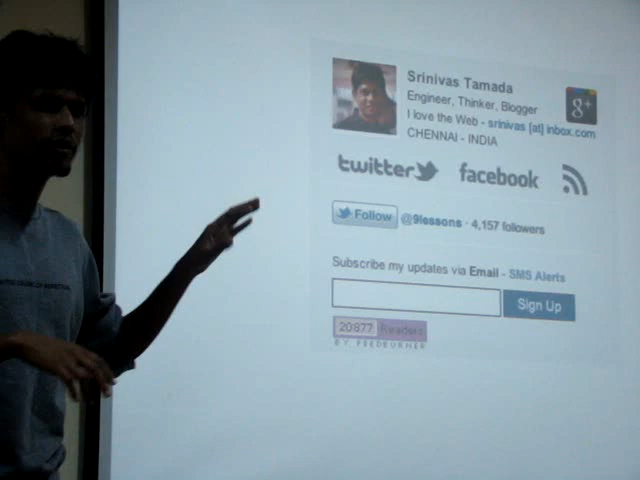 Srinivas Tamada
Engineer, Thinker, Blogger
I love the Web - srinivas [at] inbox.com
CHENNAI - INDIA
g+
twitter facebook
Follow @9lessons · 4,157 followers
Subscribe my updates via Email - SMS Alerts
Sign Up
20877 Readers
BY FEEDBURNER